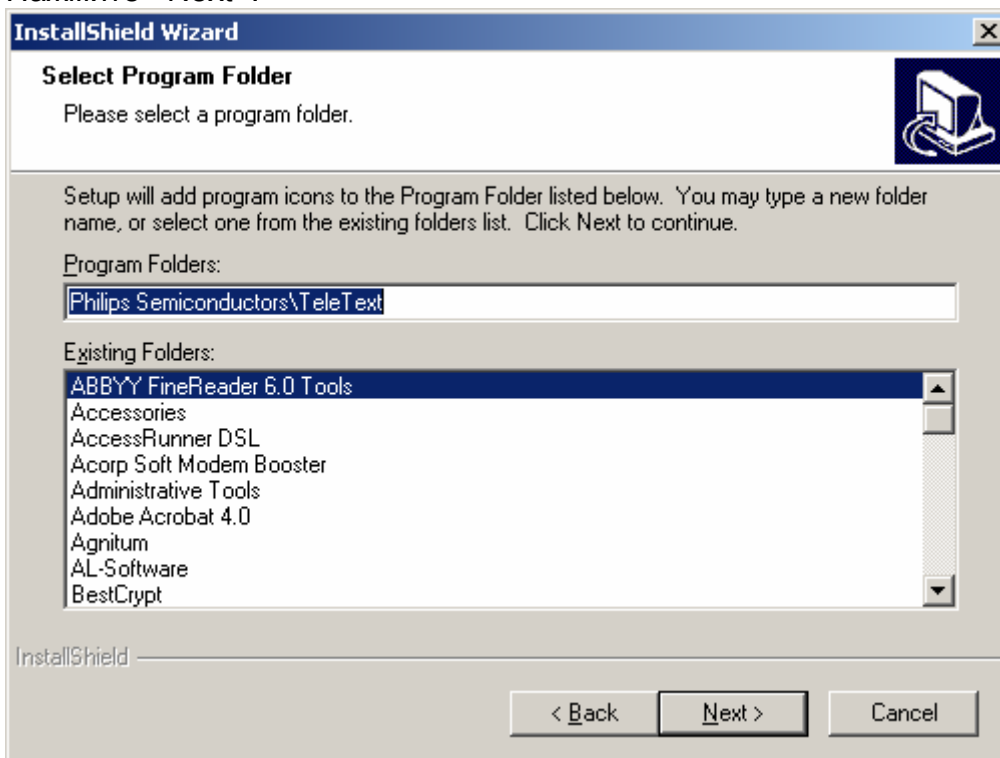 InstallShield Wizard
Select Program Folder
Please select a program folder.
Setup will add program icons to the Program Folder listed below. You may type a new folder
name, or select one from the existing folders list. Click Next to continue.
Program Folders:
Philips Semiconductors\TeleText
Existing Folders:
ABBYY FineReader 6.0 Tools
Accessories
AccessRunner DSL
Acorp Soft Modem Booster
Administrative Tools
Adobe Acrobat 4.0
Agnitum
AL-Software
BestCrypt
InstallShield
< Back
Next >
Cancel